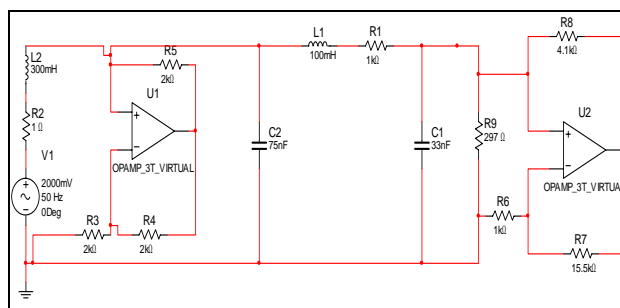 L2
300mH
R2
1 Ω
V1
2000mV
50 Hz
0Deg
R3
2kΩ
R4
2kΩ
R5
2kΩ
U1
OPAMP_3T_VIRTUAL
C2
75nF
L1
100mH
R1
1kΩ
C1
33nF
R9
297 Ω
R6
1kΩ
R8
4.1kΩ
U2
OPAMP_3T_VIRTUA
R7
15.5kΩ